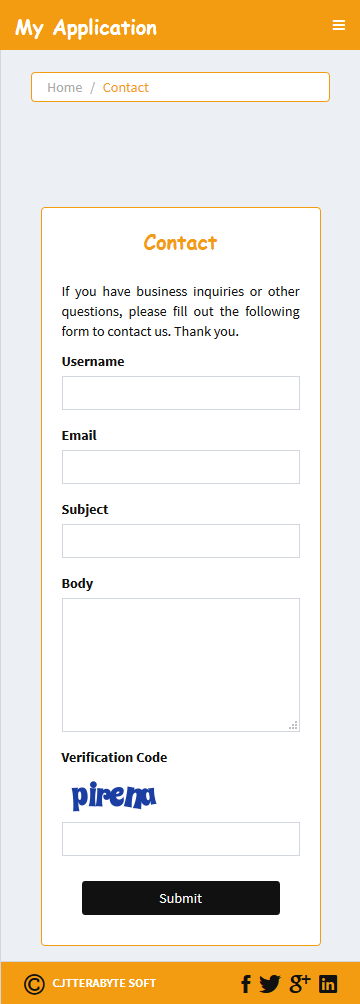 My Application
Home / Contact
Contact
If you have business inquiries or other
questions, please fill out the following
form to contact us. Thank you.
Username
Email
Subject
Body
Verification Code
pirena
Submit
© CJTTERABYTE SOFT